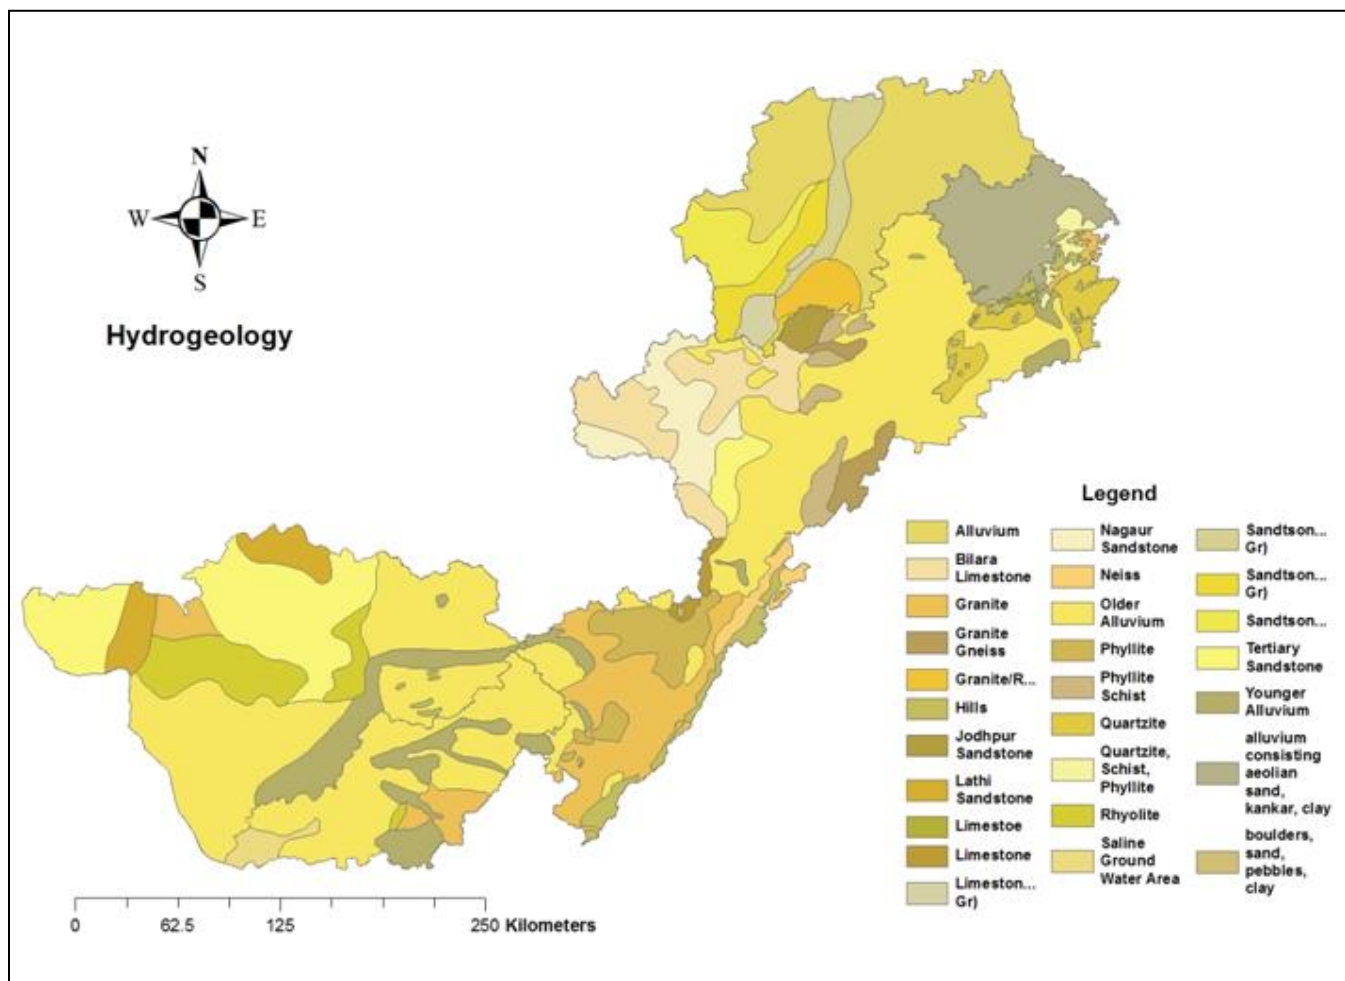 N
W E
S
Hydrogeology
Legend
Alluvium
Bilara
Limestone
Granite
Granite
Gneiss
Granite/R...
Hills
Jodhpur
Sandstone
Lathi
Sandstone
Limestoe
Limestone
Limeston...
Gr)
Nagaur
Sandstone
Neiss
Older
Alluvium
Phyllite
Phyllite
Schist
Quartzite
Quartzite,
Schist,
Phyllite
Rhyolite
Saline
Ground
Water Area
Sandtson...
Gr)
Sandtson...
Gr)
Sandtson...
Tertiary
Sandstone
Younger
Alluvium
alluvium
consisting
aeolian
sand,
kankar, clay
boulders,
sand,
pebbles,
clay
0 62.5 125 250 Kilometers